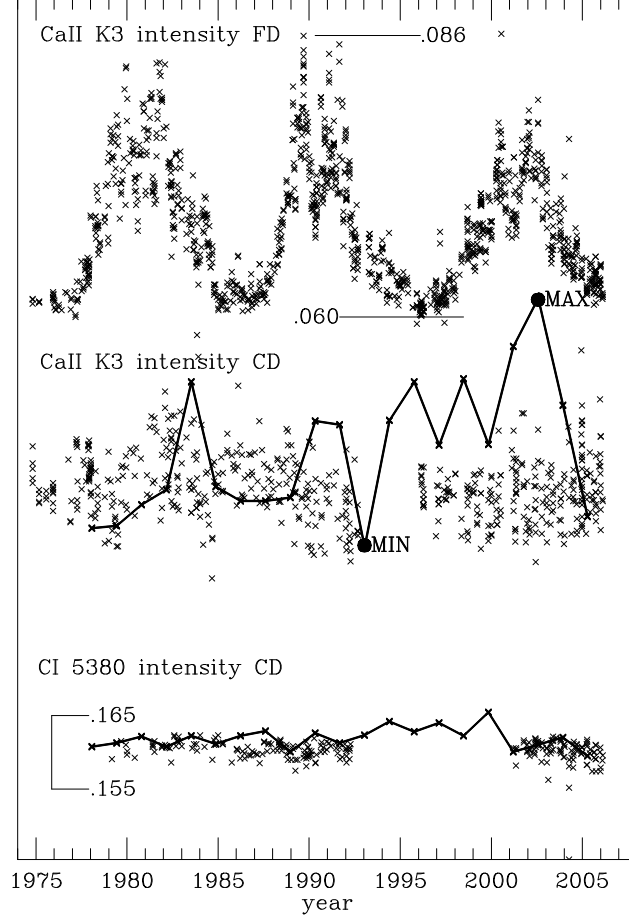 CaII K3 intensity FD
.086
.060
MAX
CaII K3 intensity CD
MIN
CI 5380 intensity CD
.165
.155
1975 1980 1985 1990 1995 2000 2005
year